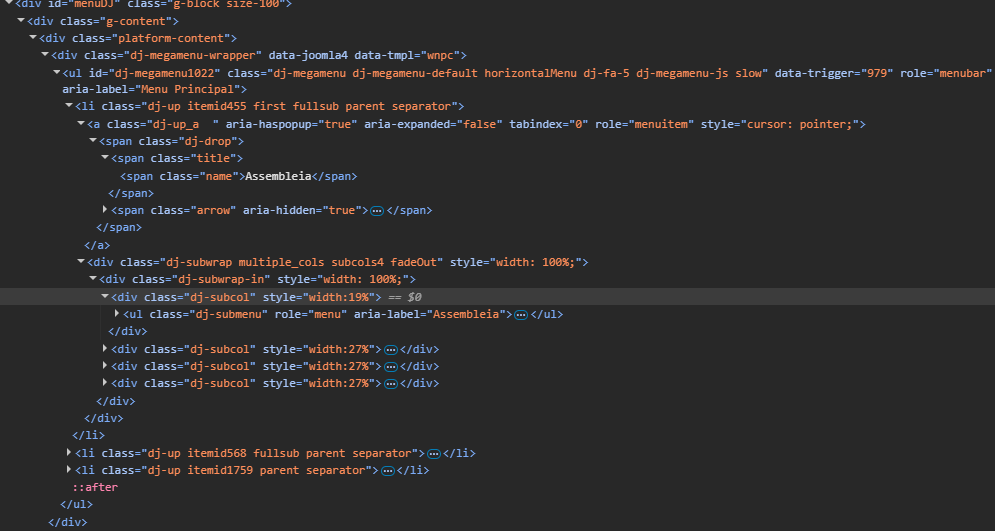 <div id="menuDJ" class="g-block size-100">
<div class="g-content">
<div class="platform-content">
<div class="dj-megamenu-wrapper" data-joomla4 data-tmpl="wnpc">
<ul id="dj-megamenu1022" class="dj-megamenu dj-megamenu-default horizontalMenu dj-fa-5 dj-megamenu-js slow" data-trigger="979" role="menubar"
aria-label="Menu Principal">
<li class="dj-up itemid455 first fullsub parent separator">
<a class="dj-up_a  " aria-haspopup="true" aria-expanded="false" tabindex="0" role="menuitem" style="cursor: pointer;">
<span class="dj-drop">
<span class="title">
<span class="name">Assembleia</span>
</span>
<span class="arrow" aria-hidden="true">…</span>
</span>
</a>
<div class="dj-subwrap multiple_cols subcols4 fadeOut" style="width: 100%;">
<div class="dj-subwrap-in" style="width: 100%;">
<div class="dj-subcol" style="width:19%"> == $0
<ul class="dj-submenu" role="menu" aria-label="Assembleia">…</ul>
</div>
<div class="dj-subcol" style="width:27%">…</div>
<div class="dj-subcol" style="width:27%">…</div>
<div class="dj-subcol" style="width:27%">…</div>
</div>
</div>
</li>
<li class="dj-up itemid568 fullsub parent separator">…</li>
<li class="dj-up itemid1759 parent separator">…</li>
::after
</ul>
</div>